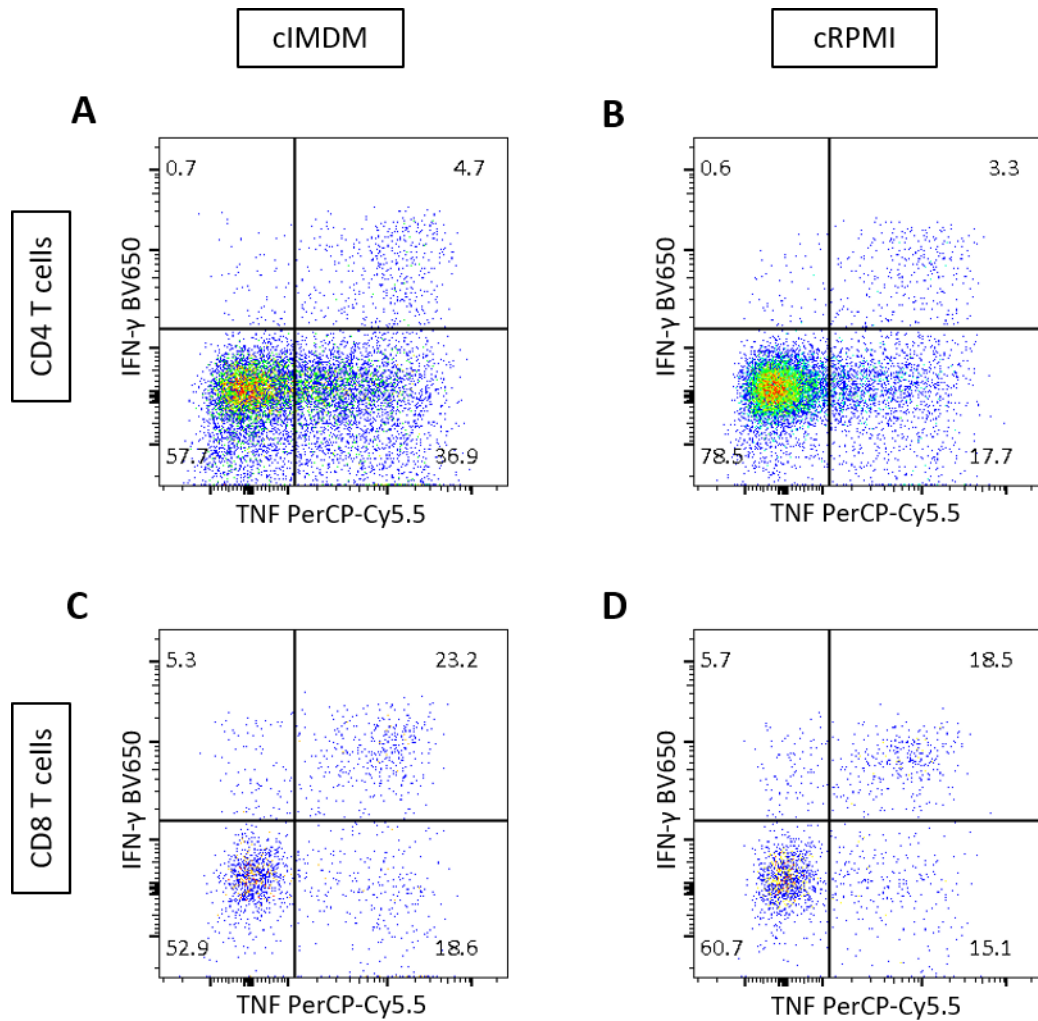 cIMDM
cRPMI
A
B
CD4 T cells
0.7
4.7
57.7
36.9
IFN-γ BV650
TNF PerCP-Cy5.5
0.6
3.3
78.5
17.7
IFN-γ BV650
TNF PerCP-Cy5.5
C
D
CD8 T cells
5.3
23.2
52.9
18.6
IFN-γ BV650
TNF PerCP-Cy5.5
5.7
18.5
60.7
15.1
IFN-γ BV650
TNF PerCP-Cy5.5